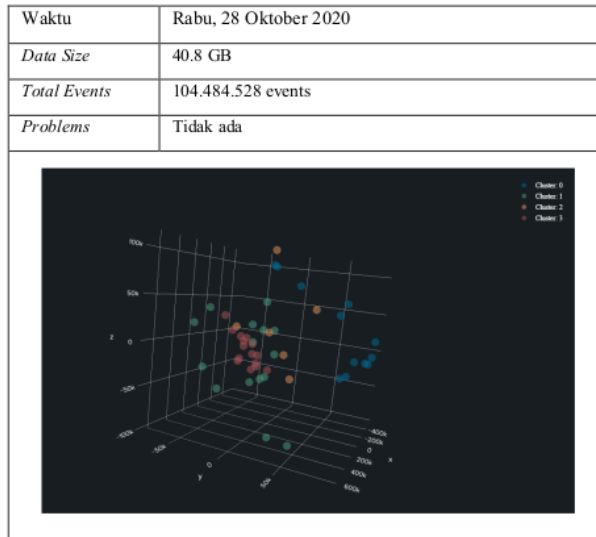 Waktu Rabu, 28 Oktober 2020
Data Size 40.8 GB
Total Events 104.484.528 events
Problems Tidak ada
Cluster: 0
Cluster: 1
Cluster: 2
Cluster: 3
100k
50k
z 0
-50k
-100k
-50k
y 0
50k
-400k
-200k
0 x
200k
400k
600k